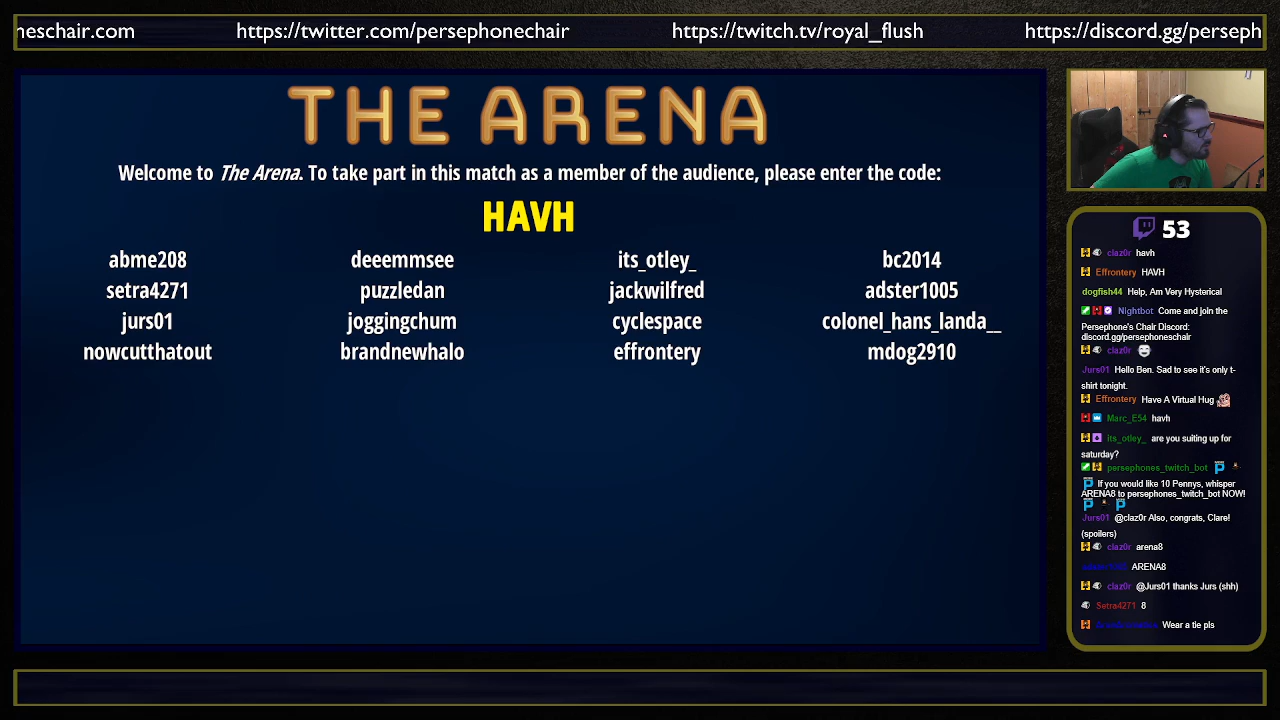 neschair.com https://twitter.com/persephonechair https://twitch.tv/royal_flush https://discord.gg/perseph
THE ARENA
Welcome to The Arena. To take part in this match as a member of the audience, please enter the code:
HAVH
abme208 deeemmsee its_otley_ bc2014
setra4271 puzzledan jackwilfred adster1005
jurs01 joggingchum cyclespace colonel_hans_landa__
nowcutthatout brandnewhalo effrontery mdog2910
53
claz0r havh
Effrontery HAVH
dogfish44 Help, Am Very Hysterical
Nightbot Come and join the
Persephone's Chair Discord:
discord.gg/persephoneschair
claz0r
Jurs01 Hello Ben. Sad to see it's only t-
shirt tonight.
Effrontery Have A Virtual Hug
Marc_E54 havh
its_otley_ are you suiting up for
saturday?
persephones_twitch_bot
If you would like 10 Pennys, whisper
ARENA8 to persephones_twitch_bot NOW!
Jurs01 @claz0r Also, congrats, Clare!
(spoilers)
claz0r arena8
ARENA8
claz0r @Jurs01 thanks Jurs (shh)
Setra4271 8
Wear a tie pls